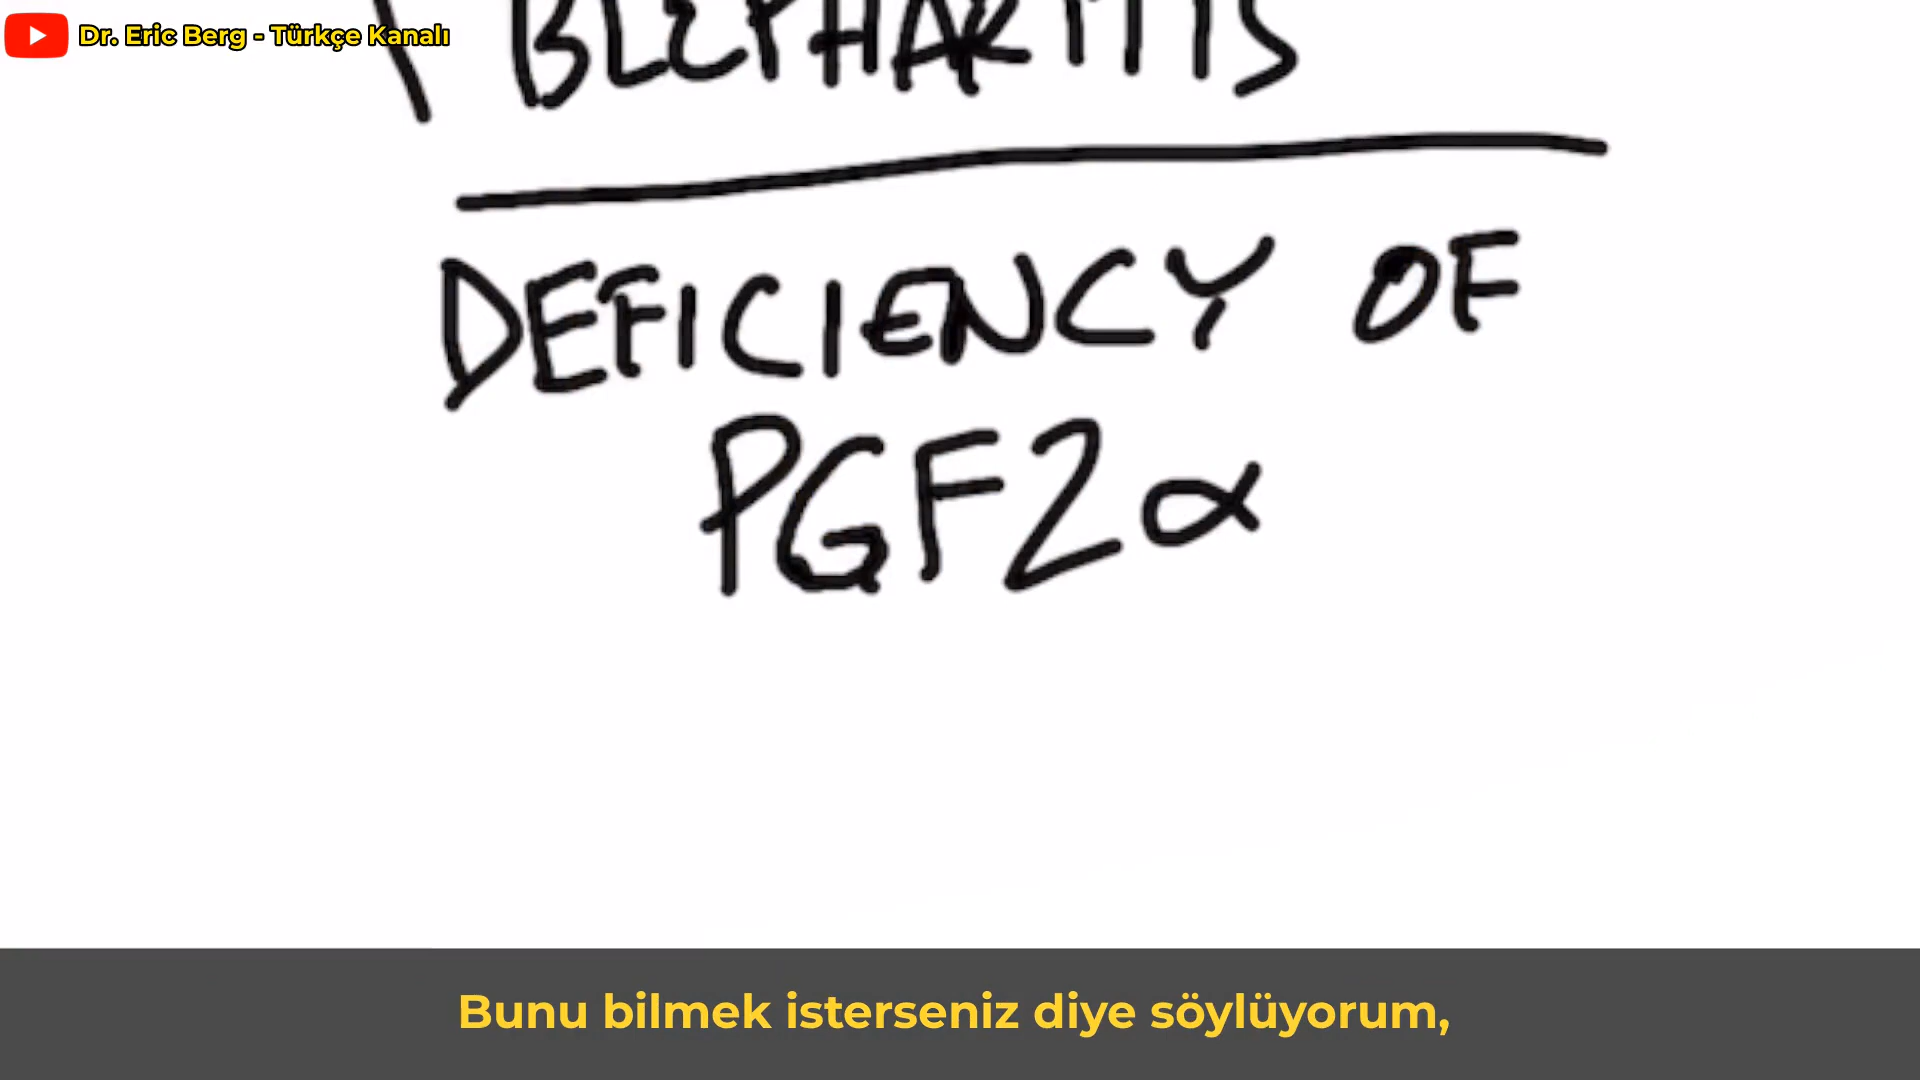 Dr. Eric Berg - Türkçe Kanalı
BLEPHARITIS
DEFICIENCY OF
PGF2α
Bunu bilmek isterseniz diye söylüyorum,